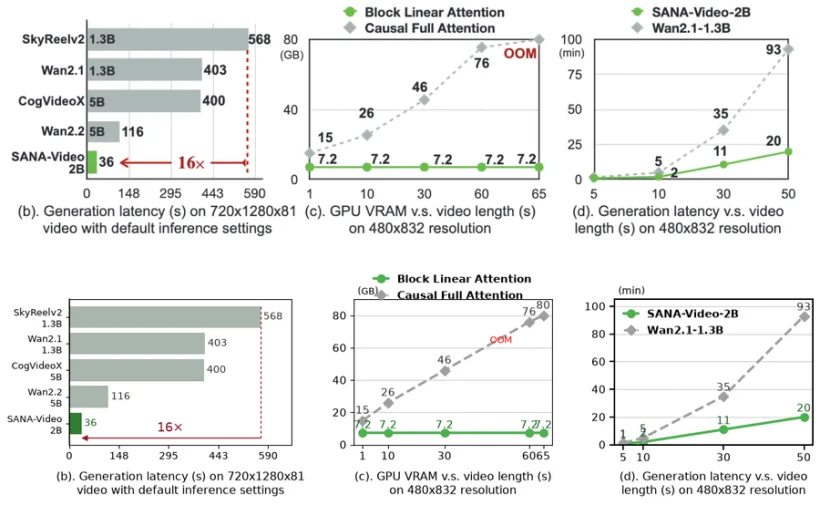 SkyReelv2 1.3B 568
Wan2.1 1.3B 403
CogVideoX 5B 400
Wan2.2 5B 116
SANA-Video 2B 36
16×
0 148 295 443 590
(b). Generation latency (s) on 720x1280x81
video with default inference settings
Block Linear Attention
Causal Full Attention
80
(GB)
40
0
15 26 46 76 OOM
7.2 7.2 7.2 7.2 7.2
1 10 30 60 65
(c). GPU VRAM v.s. video length (s)
on 480x832 resolution
SANA-Video-2B
Wan2.1-1.3B
100
(min)
75
50
25
0
5 35 93
2 11 20
5 10 30 50
(d). Generation latency v.s. video
length (s) on 480x832 resolution
SkyReelv2
1.3B
568
Wan2.1
1.3B
403
CogVideoX
5B
400
Wan2.2
5B
116
SANA-Video
2B
36
16×
0 148 295 443 590
(b). Generation latency (s) on 720x1280x81
video with default inference settings
Block Linear Attention
Causal Full Attention
(GB)
80
60
40
20
0
15 26 46 76 80
OOM
7.2 7.2 7.2 7.2 7.2
1 10 30 60 65
(c). GPU VRAM v.s. video length (s)
on 480x832 resolution
(min)
SANA-Video-2B
Wan2.1-1.3B
100
80
60
40
20
0
1 5 35 93
2 11 20
5 10 30 50
(d). Generation latency v.s. video
length (s) on 480x832 resolution